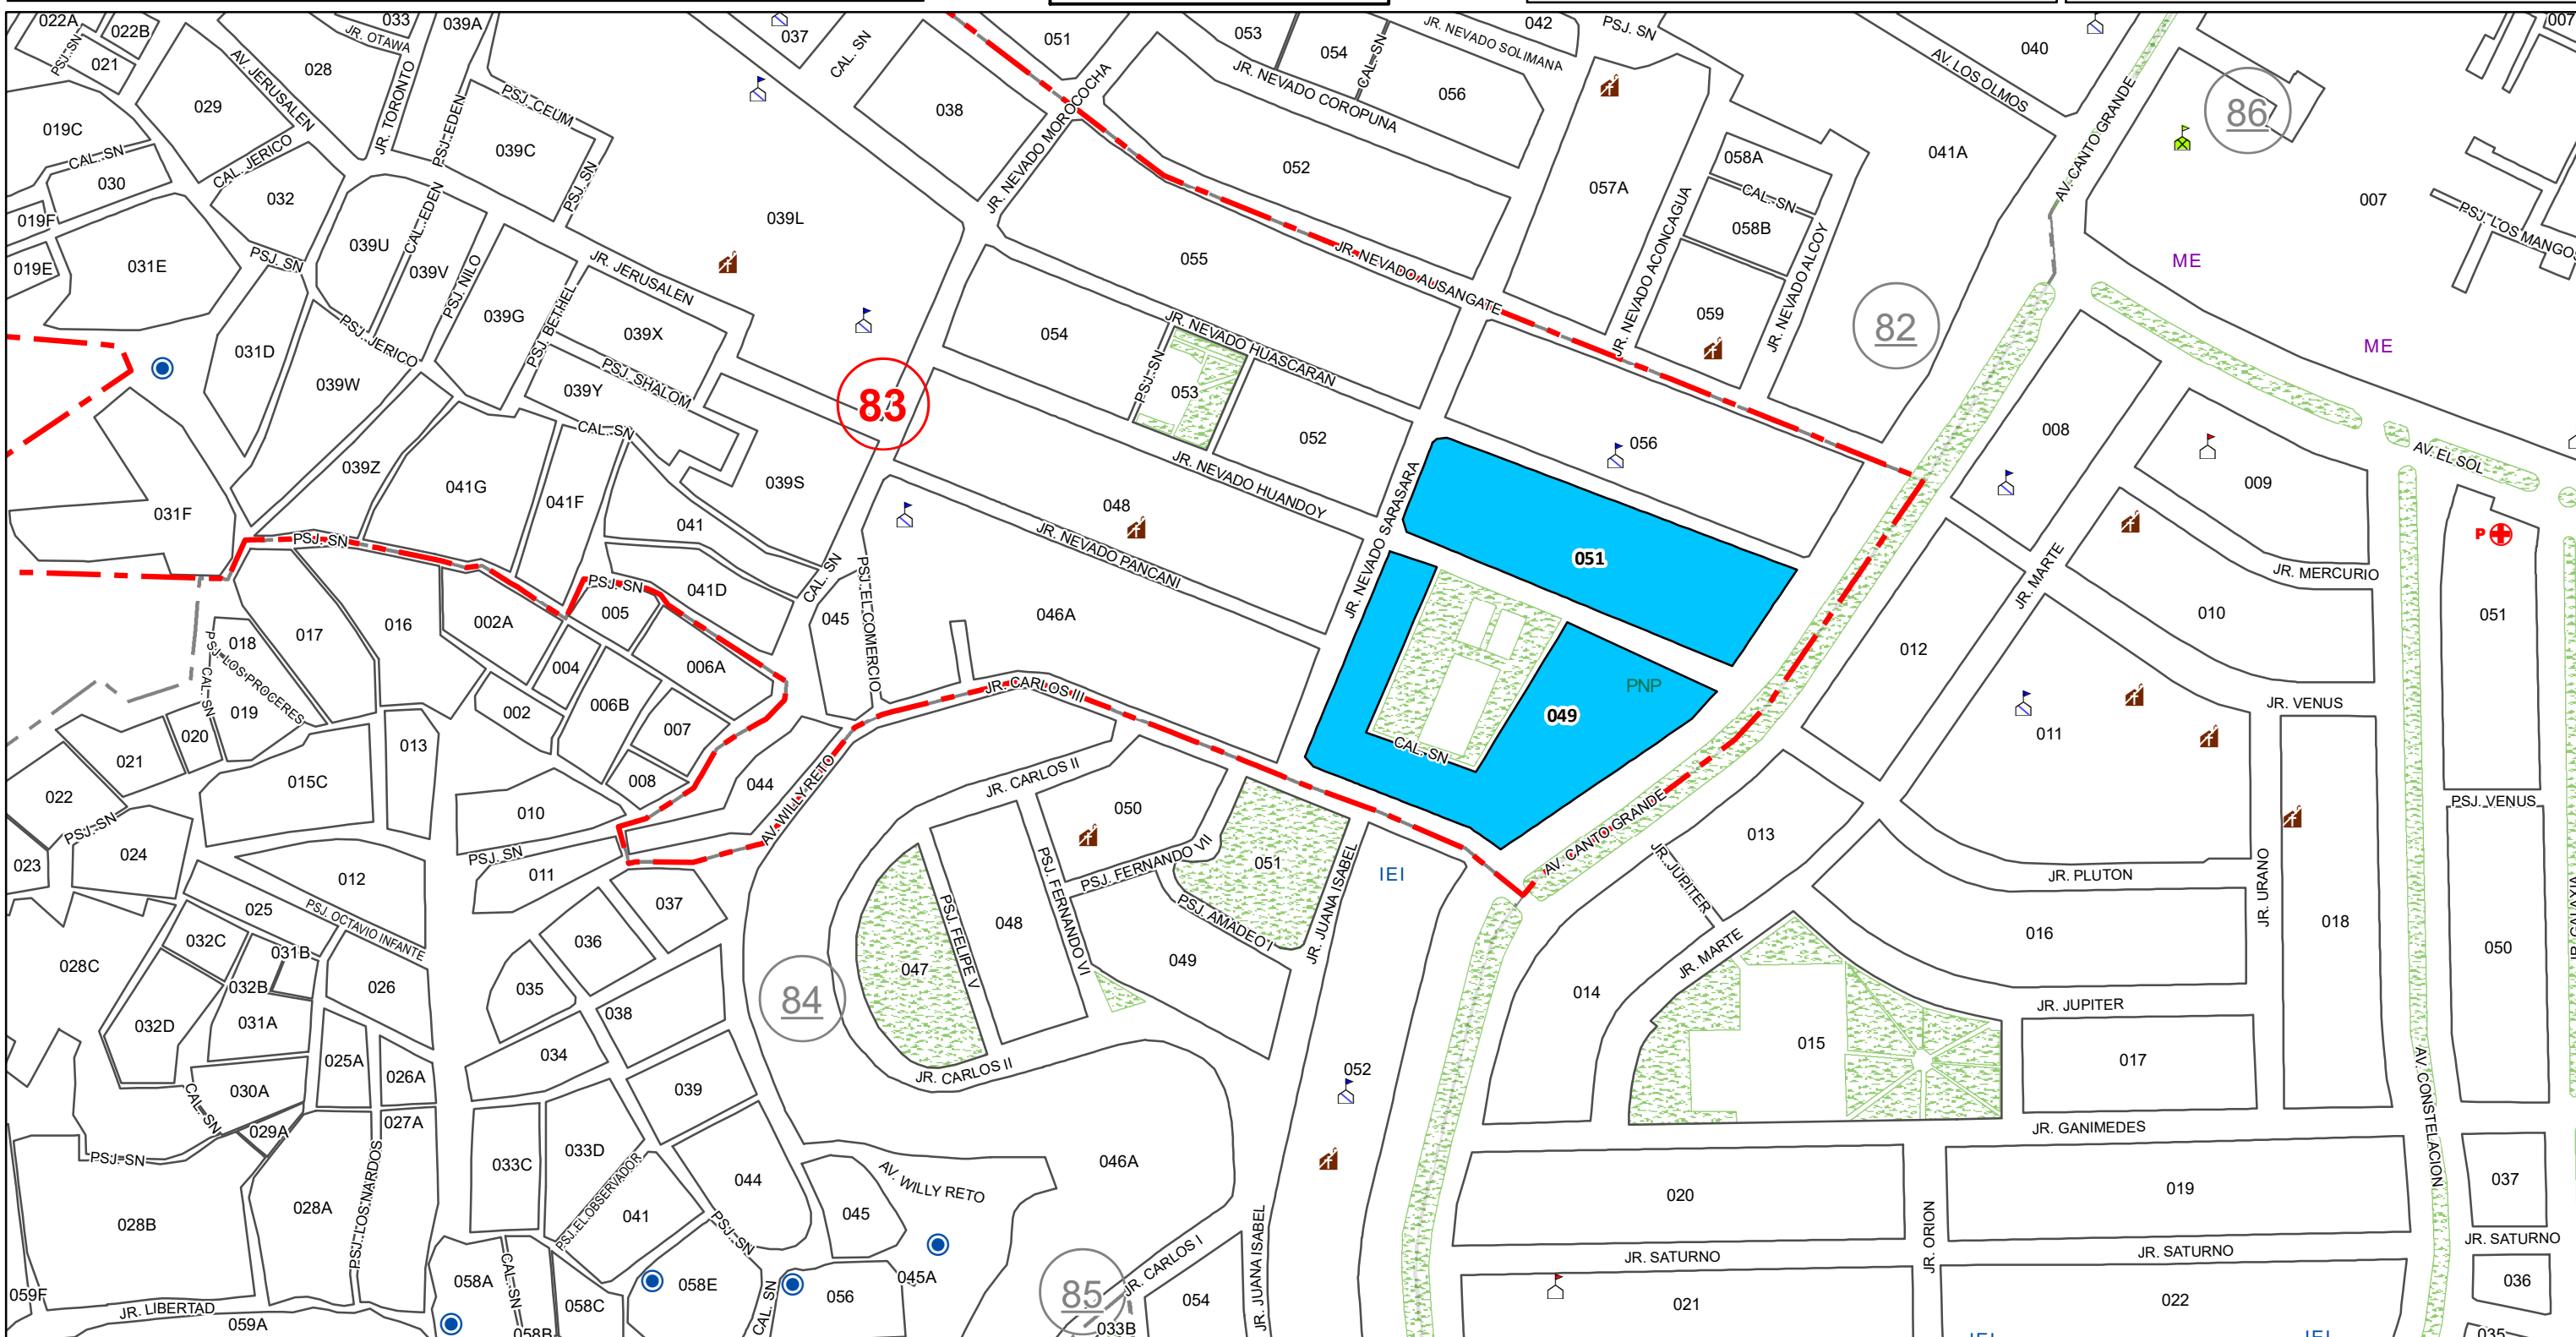 022A
022B
033
039A
037
CAL. SN
051
053
054
CAL. SN
JR. NEVADO SOLIMANA
042
PSJ. SN
040
007
PSJ. SN
021
AV. JERUSALEN
028
JR. OTAWA
JR. TORONTO
PSJ. EDEN
PSJ. CEUM
038
JR. NEVADO MOROCOCHA
JR. NEVADO COROPUNA
056
AV. LOS OLMOS
AV. CANTO GRANDE
86
029
019C
CAL. SN
030
CAL. JERICO
032
039C
PSJ. SN
052
057A
058A
CAL. SN
058B
041A
007
PSJ. LOS MANGOS
019F
019E
031E
PSJ. SN
039U
CAL. EDEN
039V
PSJ. NILO
039L
JR. JERUSALEN
055
JR. NEVADO AUSANGATE
JR. NEVADO ACONCAGUA
059
JR. NEVADO ALCOY
82
ME
ME
031D
039W
PSJ. JERICO
039G
PSJ. BETHEL
039X
PSJ. SHALOM
039Y
CAL. SN
83
054
PSJ. SN
053
JR. NEVADO HUASCARAN
052
056
008
009
AV. EL SOL
031F
039Z
041G
041F
041
039S
048
JR. NEVADO HUANDOY
JR. NEVADO PANCANI
JR. NEVADO SARASARA
051
P
JR. MERCURIO
010
051
JR. MARTE
PSJ. SN
PSJ. SN
041D
CAL. SN
045
PSJ. EL COMERCIO
046A
012
018
017
016
002A
005
004
006A
PSJ. LOS PROCERES
CAL. SN
019
020
021
013
002
006B
007
008
JR. CARLOS III
PNP
049
CAL. SN
011
JR. VENUS
022
PSJ. SN
023
024
015C
010
044
AV. WILLY RETO
JR. CARLOS II
050
PSJ. FERNANDO VII
051
AV. CANTO GRANDE
013
PSJ. VENUS
PSJ. SN
011
012
025
PSJ. OCTAVIO INFANTE
037
036
IEI
JR. JUANA ISABEL
JR. JUPITER
JR. PLUTON
JR. URANO
028C
032C
031B
032B
026
035
038
84
047
PSJ. FELIPE V
048
PSJ. FERNANDO VI
PSJ. AMADEO I
049
014
JR. MARTE
016
018
050
032D
031A
034
JR. CARLOS II
015
JR. JUPITER
017
030A
025A
026A
CAL. SN
029A
027A
039
052
JR. GANIMEDES
AV. CONSTELACION
PSJ. SN
028B
028A
PSJ. LOS NARDOS
033C
033D
PSJ. EL OBSERVADOR
041
044
PSJ. SN
045
AV. WILLY RETO
046A
JR. JUANA ISABEL
020
JR. ORION
019
037
JR. SATURNO
JR. SATURNO
JR. SATURNO
059F
JR. LIBERTAD
059A
058A
CAL. SN
058B
058C
058E
CAL. SN
056
045A
85
JR. CARLOS I
033B
054
021
022
036
035
IEI
IEI